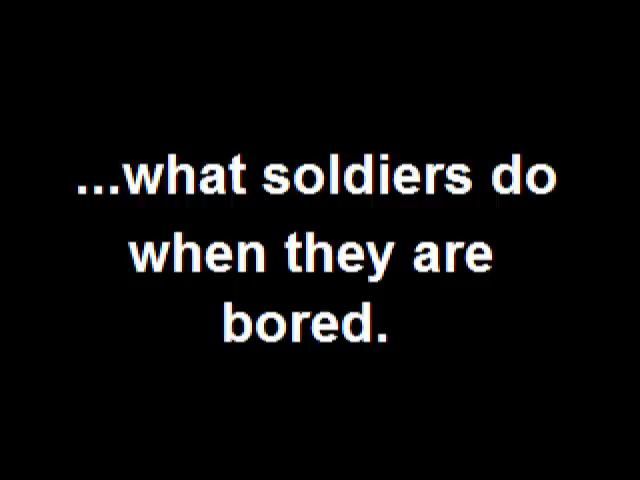 ...what soldiers do
when they are
bored.